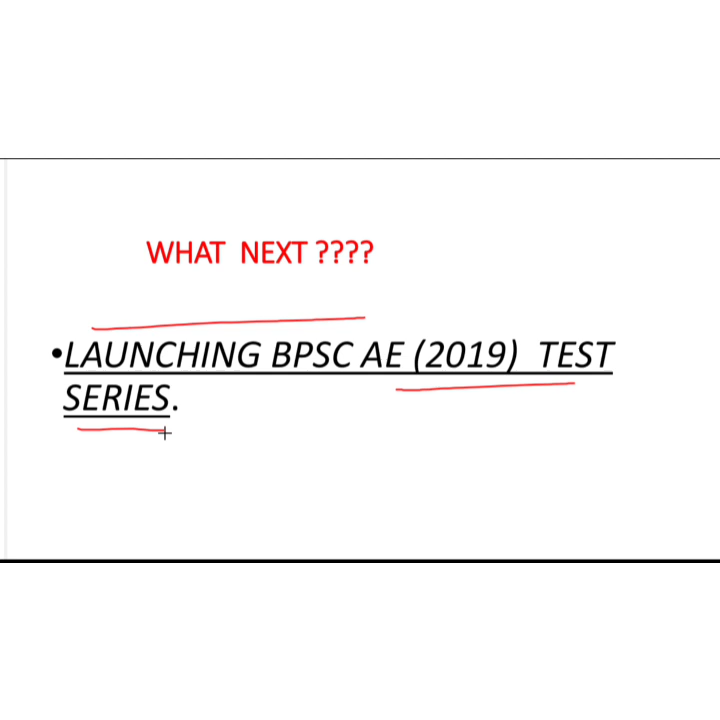 WHAT NEXT ????
•LAUNCHING BPSC AE (2019) TEST
SERIES.